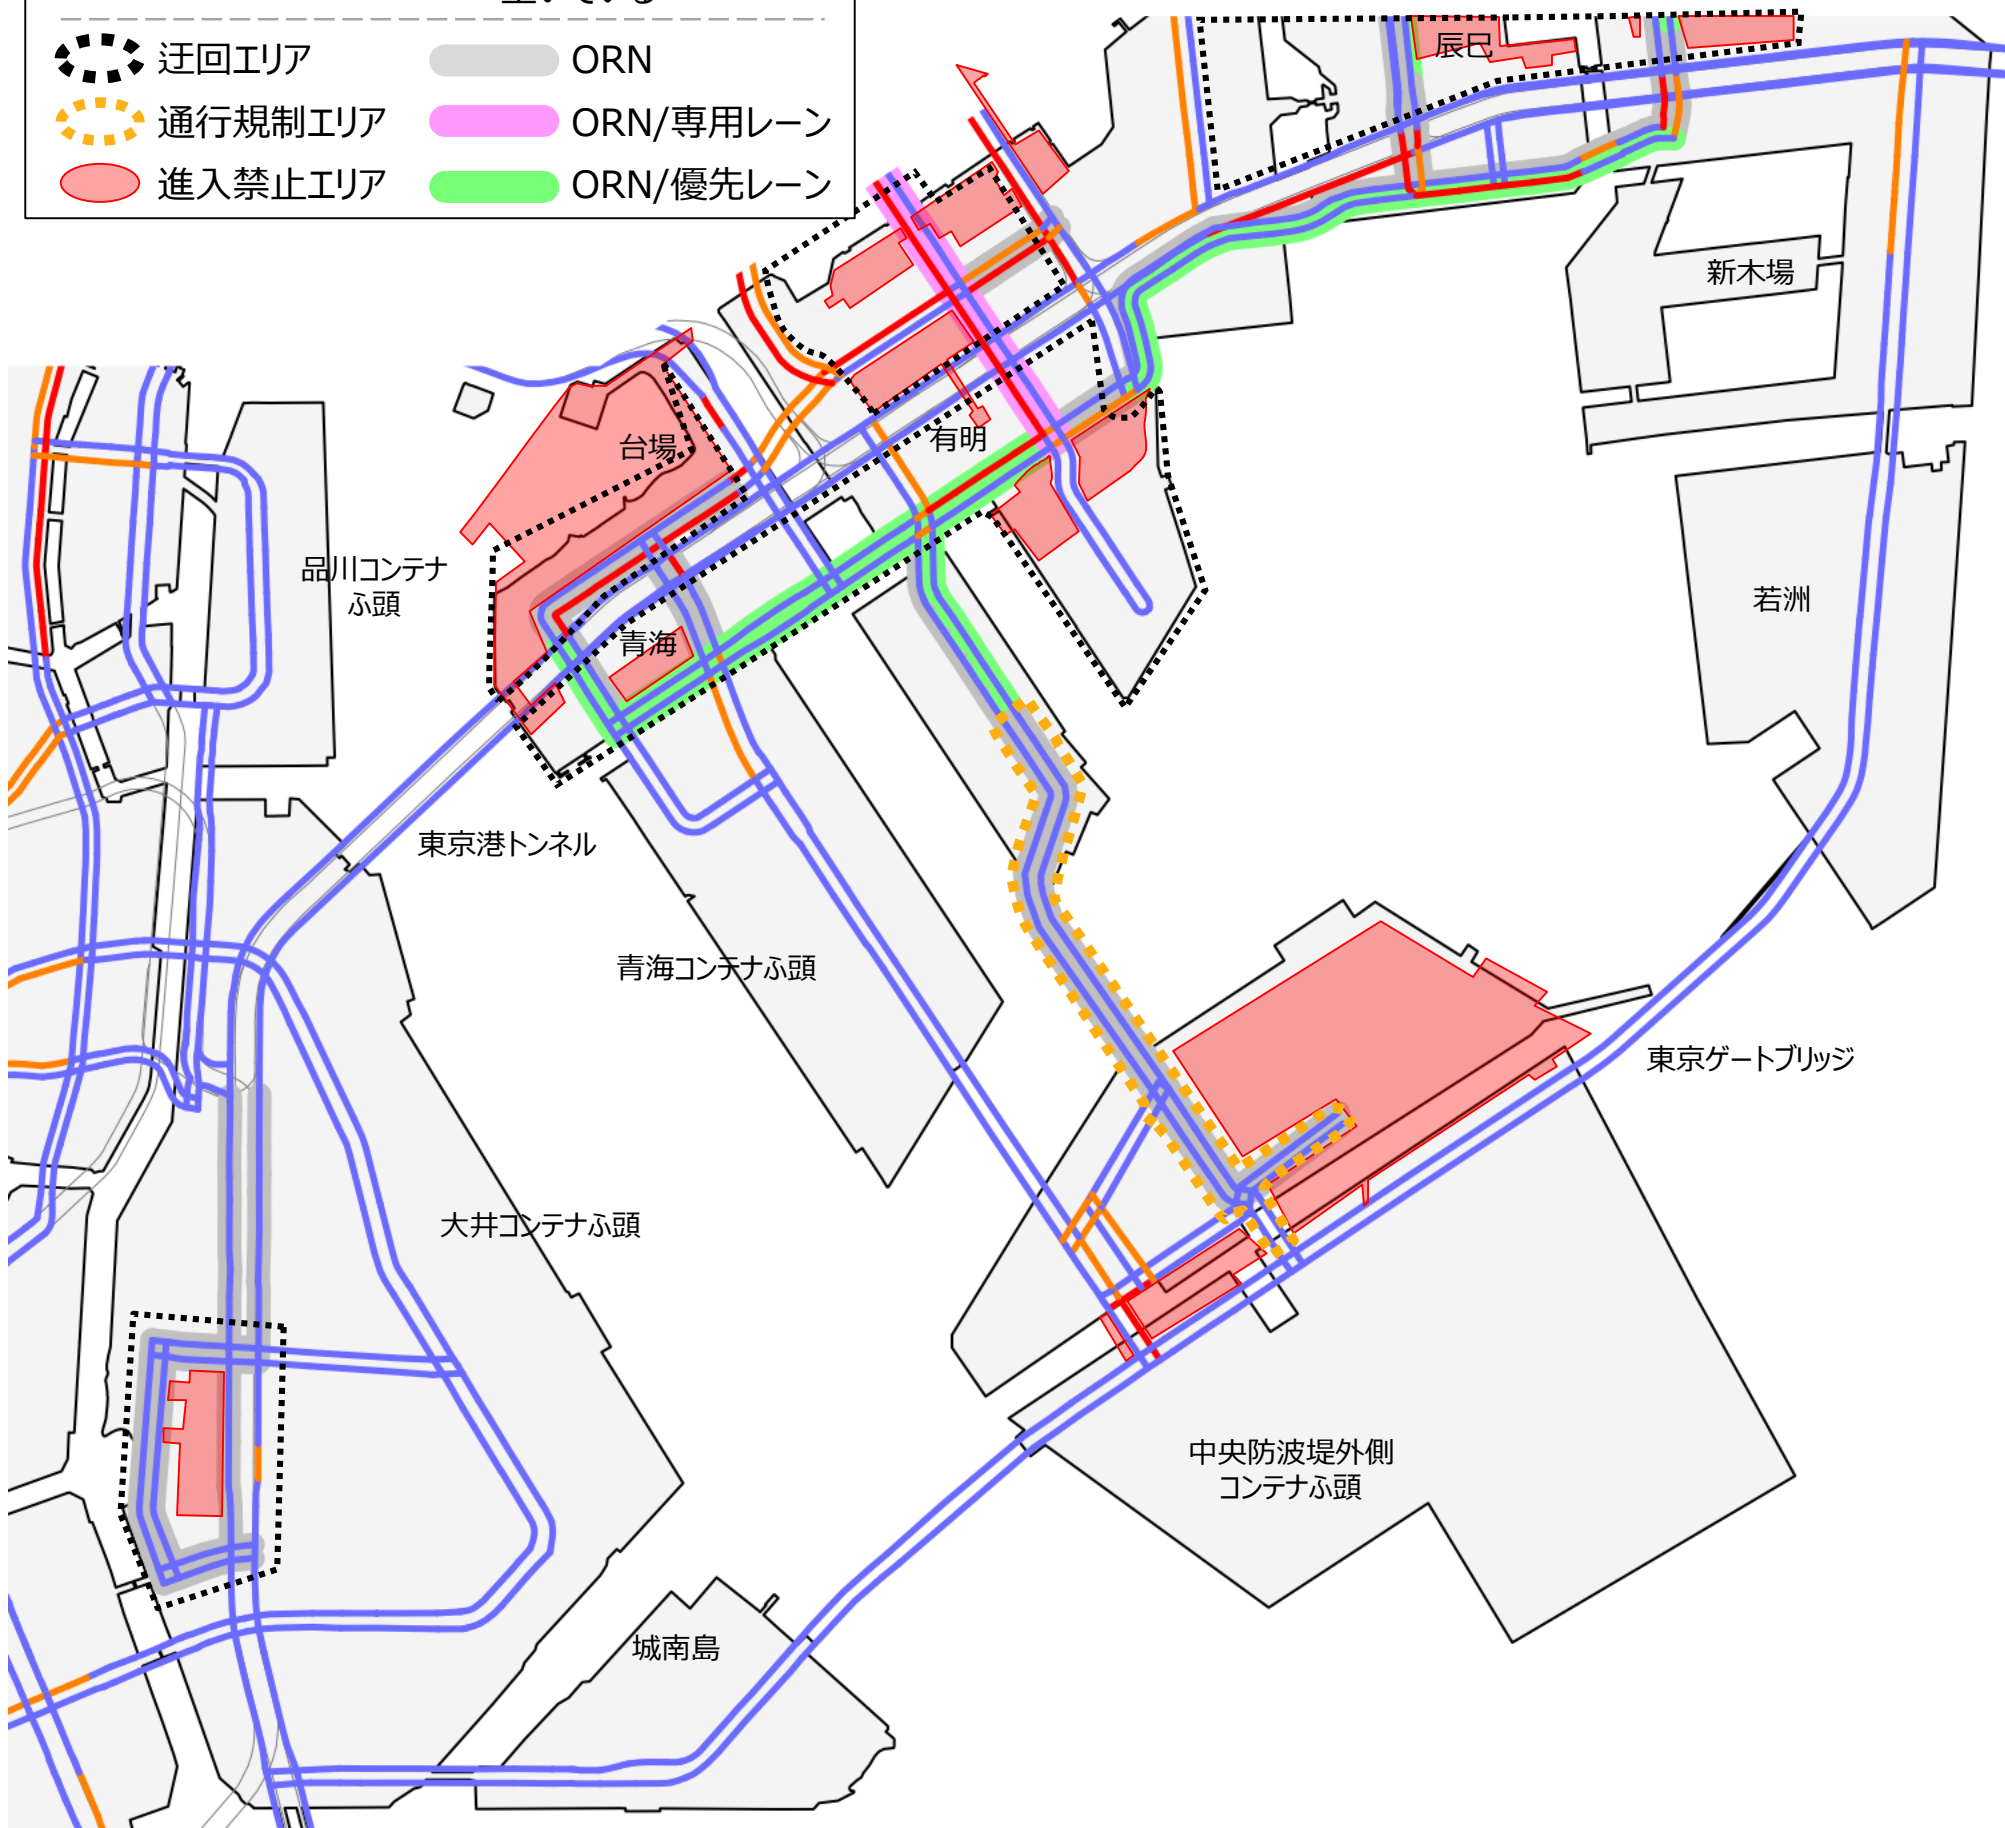 空いている
迂回エリア
ORN
通行規制エリア
ORN/専用レーン
進入禁止エリア
ORN/優先レーン
辰巳
新木場
有明
台場
品川コンテナ
ふ頭
青海
若洲
東京港トンネル
青海コンテナふ頭
東京ゲートブリッジ
大井コンテナふ頭
中央防波堤外側
コンテナふ頭
城南島